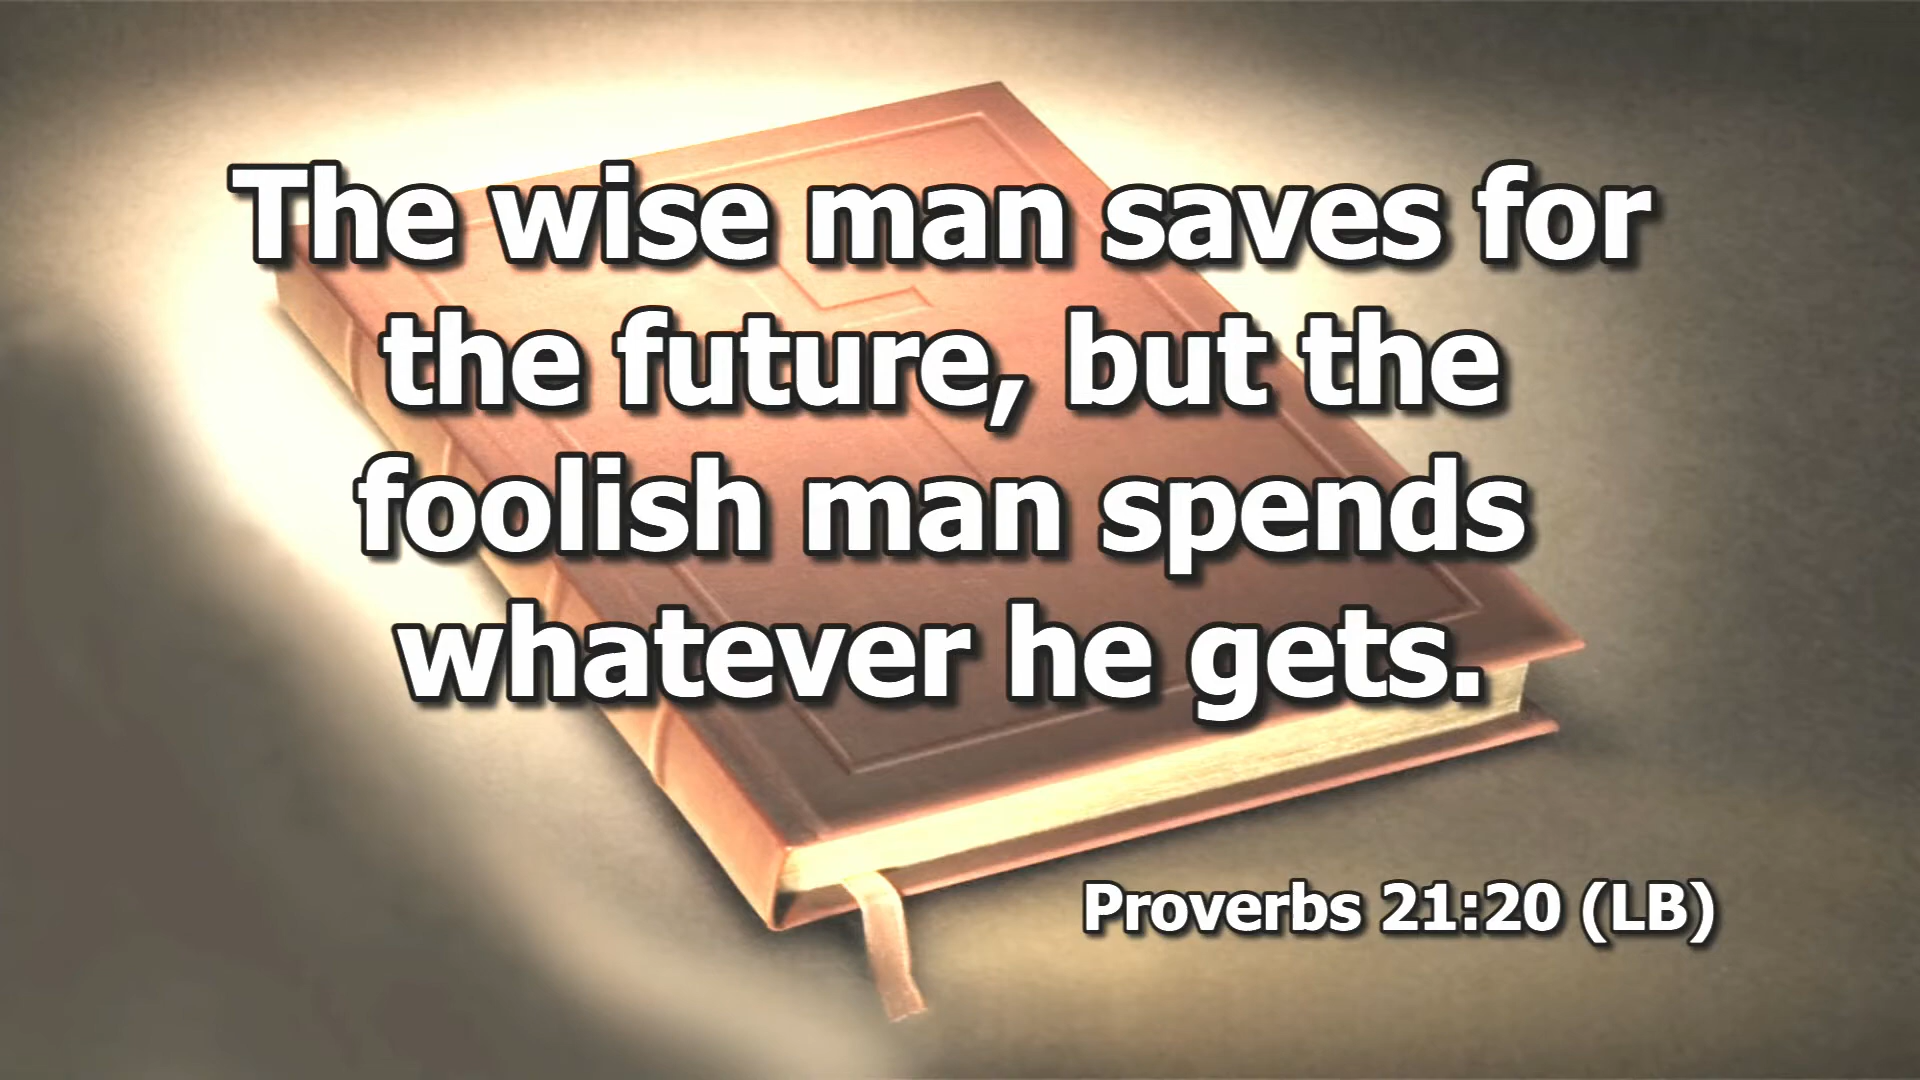 The wise man saves for
the future, but the
foolish man spends
whatever he gets.
Proverbs 21:20 (LB)